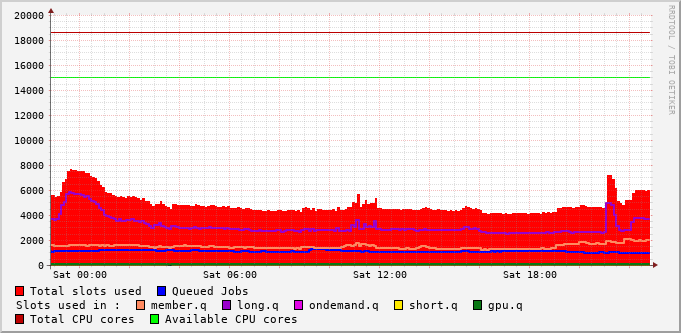 20000
18000
16000
14000
12000
10000
8000
6000
4000
2000
0
Sat 00:00 Sat 06:00 Sat 12:00 Sat 18:00
RRDTOOL / TOBI OETIKER
Total slots used Queued Jobs
Slots used in : member.q long.q ondemand.q short.q gpu.q
Total CPU cores Available CPU cores